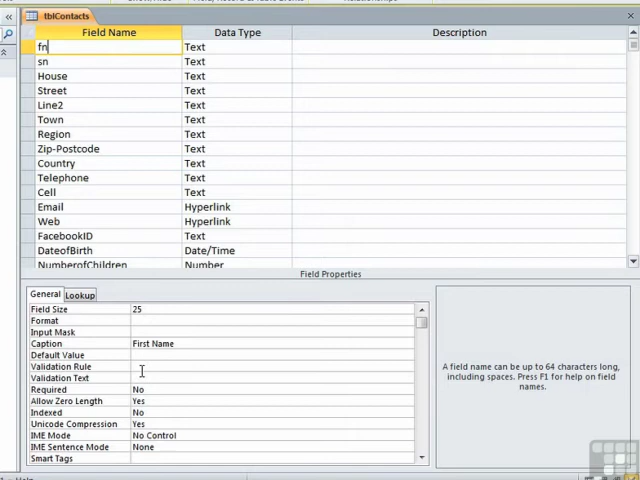 tblContacts
Field Name Data Type Description
fn Text
sn Text
House Text
Street Text
Line2 Text
Town Text
Region Text
Zip-Postcode Text
Country Text
Telephone Text
Cell Text
Email Hyperlink
Web Hyperlink
FacebookID Text
DateofBirth Date/Time
NumberofChildren Number
Field Properties
General Lookup
Field Size 25
Format
Input Mask
Caption First Name
Default Value
Validation Rule
Validation Text
Required No
Allow Zero Length Yes
Indexed No
Unicode Compression Yes
IME Mode No Control
IME Sentence Mode None
Smart Tags
A field name can be up to 64 characters long,
including spaces. Press F1 for help on field
names.